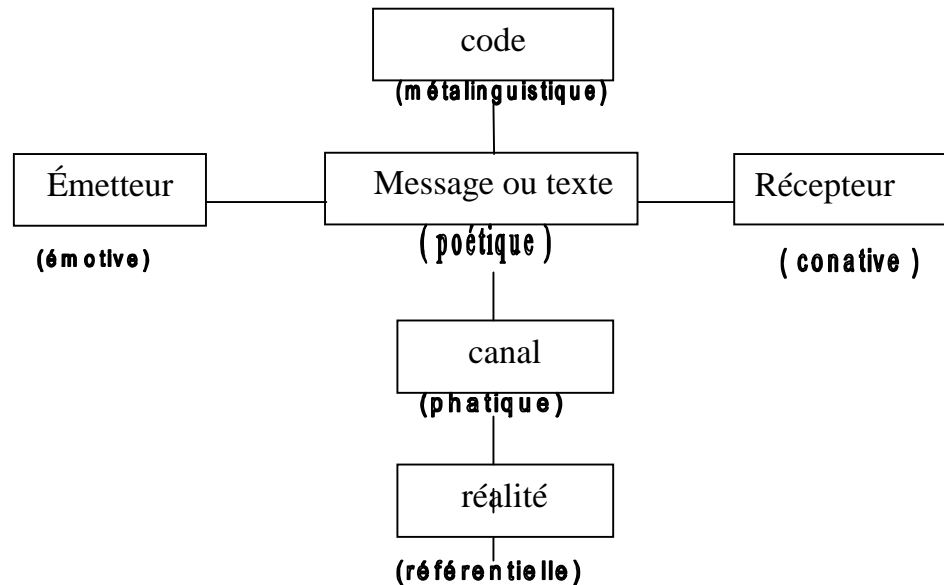 code
(métalinguistique)
Émetteur
Message ou texte
Récepteur
(émotive)
(poétique)
(conative)
canal
(phatique)
réalité
(référentielle)